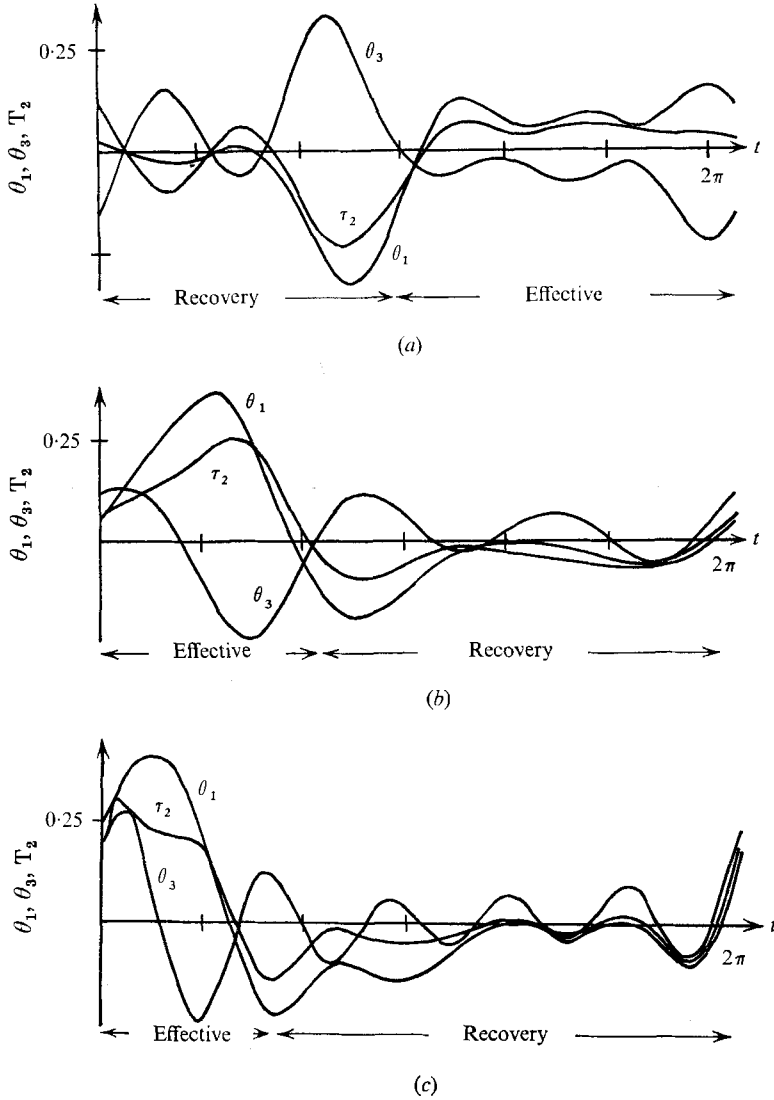 0·25
θ₁, θ₃, T₂
θ₃
τ₂
θ₁
t
2π
Recovery
Effective
(a)
0·25
θ₁, θ₃, T₂
θ₁
τ₂
θ₃
t
2π
Effective
Recovery
(b)
0·25
θ₁, θ₃, T₂
θ₁
τ₂
θ₃
t
2π
Effective
Recovery
(c)